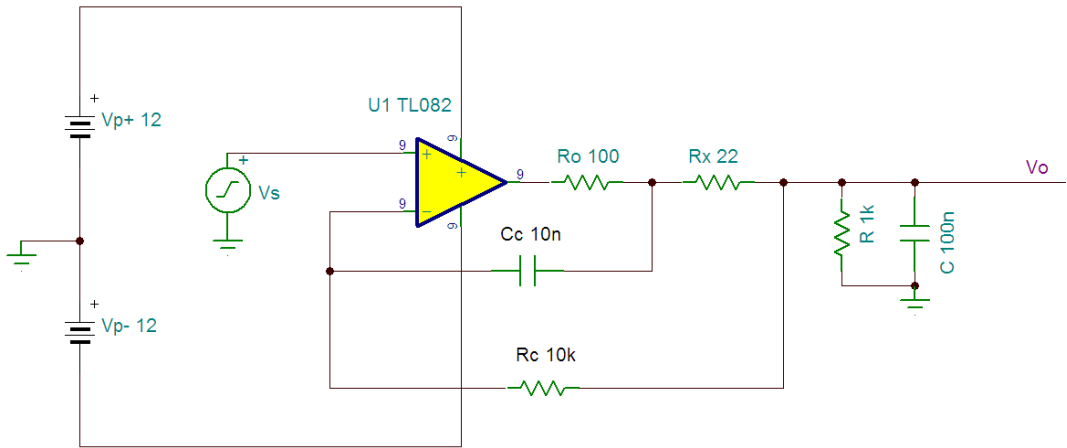 U1 TL082
Vp+ 12
+
Vs
+
9
9
9
9
9
+
-
+
Ro 100
Rx 22
Vo
Cc 10n
R 1k
C 100n
Vp- 12
+
Rc 10k